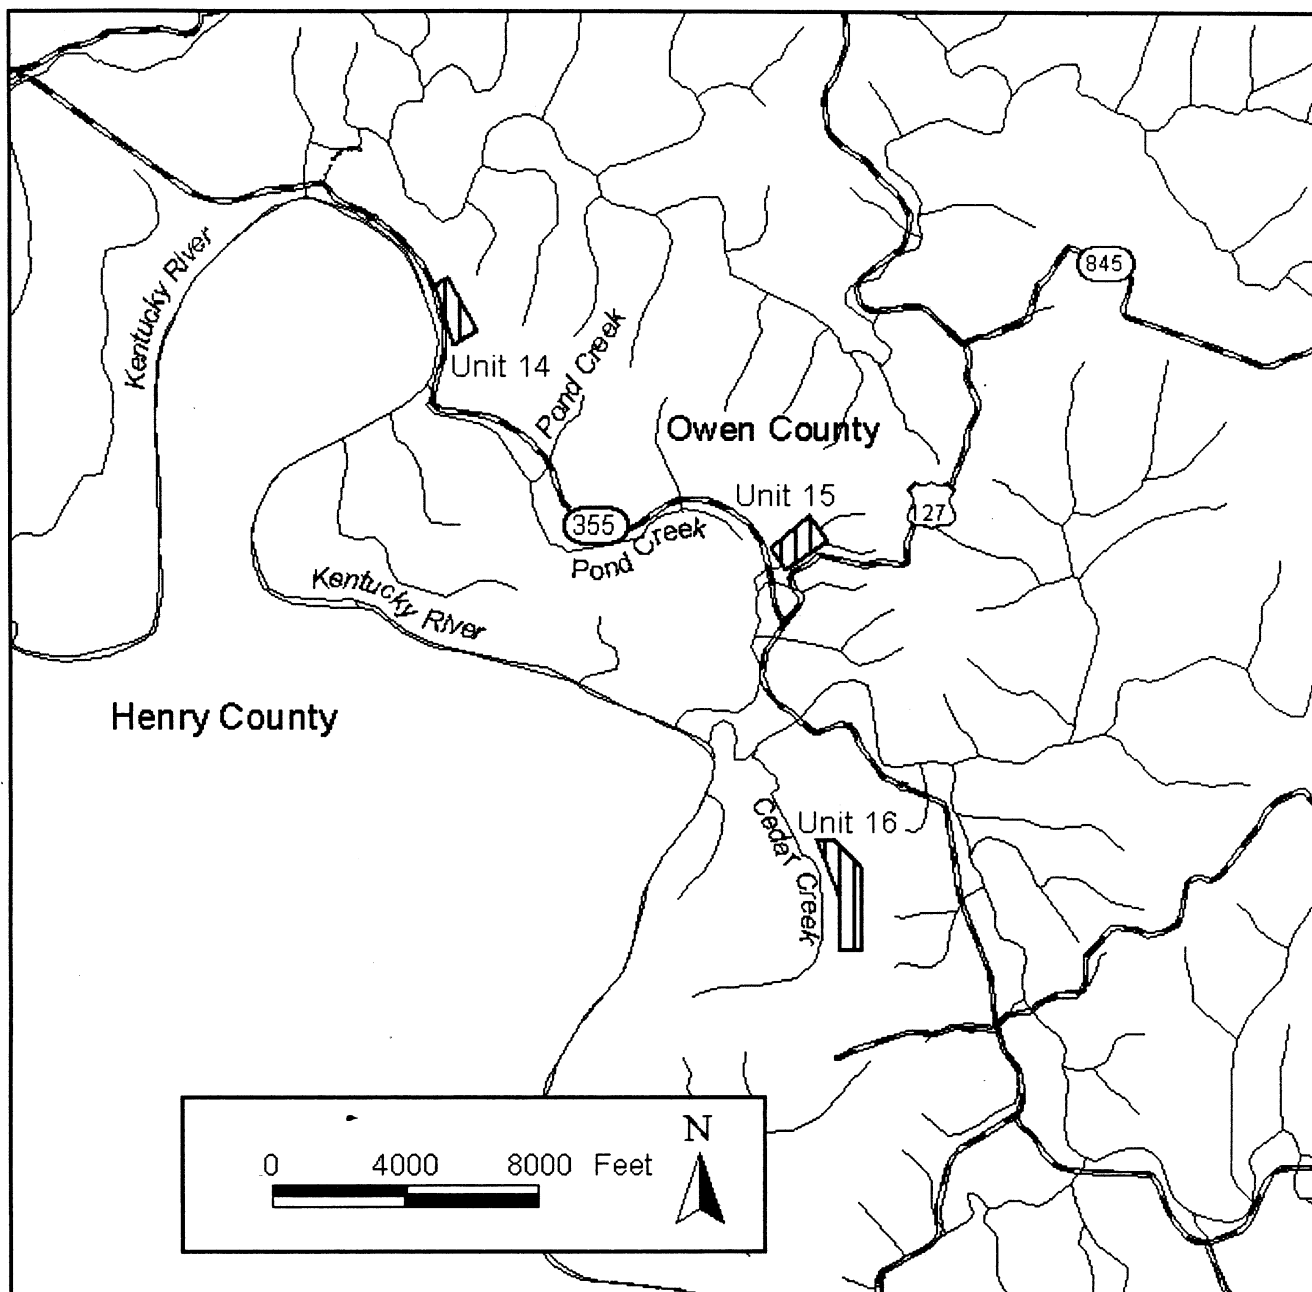 845
Kentucky River
Unit 14
Pond Creek
Owen County
Unit 15
127
355
Pond Creek
Kentucky River
Henry County
Unit 16
Cedar Creek
N
0 4000 8000 Feet